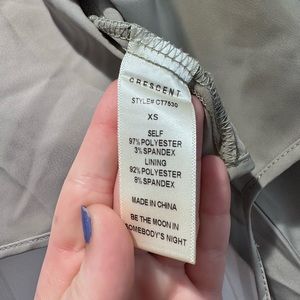 CRESCENT
STYLE# CT7530
XS
SELF
97% POLYESTER
3% SPANDEX
LINING
92% POLYESTER
8% SPANDEX
MADE IN CHINA
BE THE MOON IN
SOMEBODY'S NIGHT